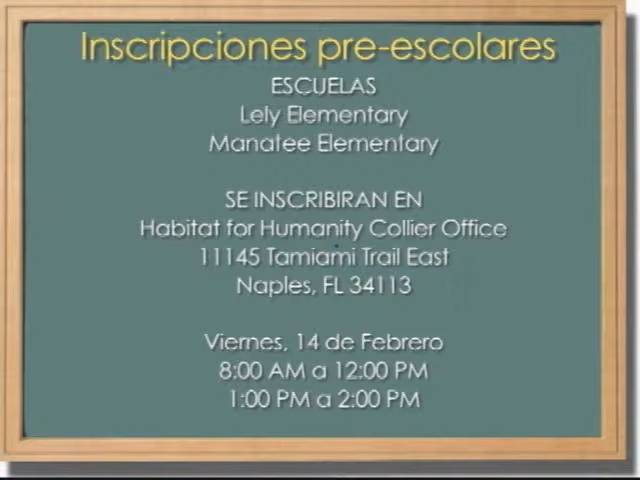 Inscripciones pre-escolares
ESCUELAS
Lely Elementary
Manatee Elementary
SE INSCRIBIRAN EN
Habitat for Humanity Collier Office
11145 Tamiami Trail East
Naples, FL 34113
Viernes, 14 de Febrero
8:00 AM a 12:00 PM
1:00 PM a 2:00 PM